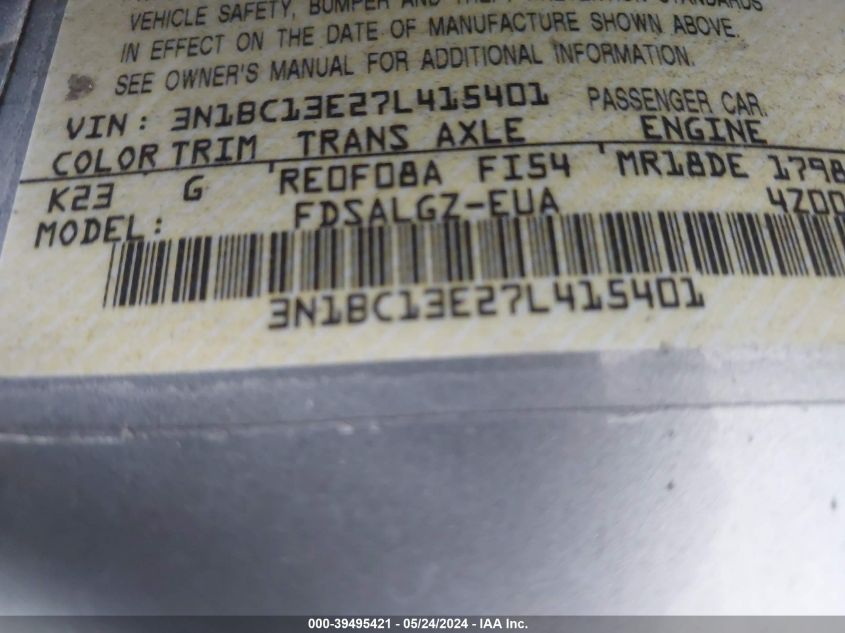 VEHICLE SAFETY, BUMPER AND THEFT PREVENTION STANDARDS
IN EFFECT ON THE DATE OF MANUFACTURE SHOWN ABOVE.
SEE OWNER'S MANUAL FOR ADDITIONAL INFORMATION.
VIN: 3N1BC13E27L415401 PASSENGER CAR.
COLOR TRIM TRANS AXLE ENGINE
K23 G RE0F08A FI54 MR18DE 1798
MODEL: FDSALGZ-EUA 4Z00
3N1BC13E27L415401
000-39495421 - 05/24/2024 - IAA Inc.